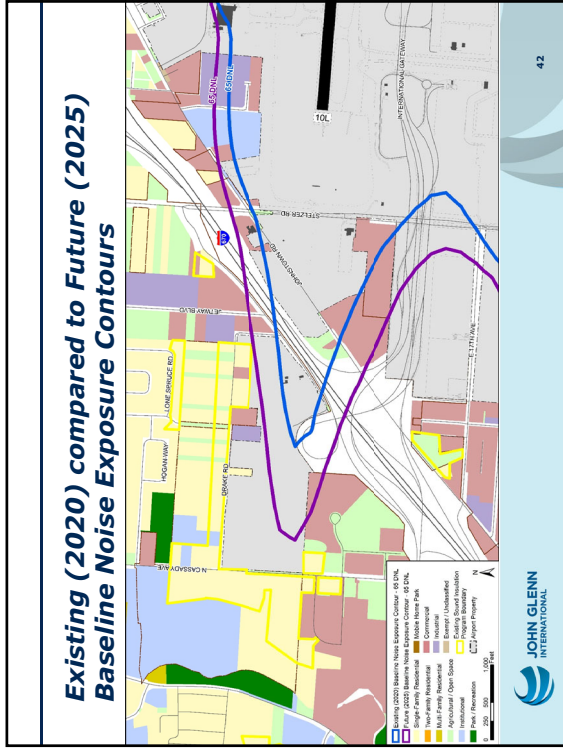 Existing (2020) compared to Future (2025)
Baseline Noise Exposure Contours
65 DNL
65 DNL
10L
INTERNATIONAL GATEWAY
STELZER RD
JOHNSTOWN RD
670
JETWAY BLVD
LONE SPRUCE RD
HOGAN WAY
DRAKE RD
N CASSADY AVE
E 17TH AVE
Existing (2020) Baseline Noise Exposure Contour - 65 DNL
Future (2025) Baseline Noise Exposure Contour - 65 DNL
Single-Family Residential
Two-Family Residential
Multi-Family Residential
Agricultural / Open Space
Institutional
Park / Recreation
Mobile Home Park
Commercial
Industrial
Exempt / Unclassified
Existing Sound Insulation
Program Boundary
Airport Property
0 250 500 1,000
Feet
N
JOHN GLENN
INTERNATIONAL
42